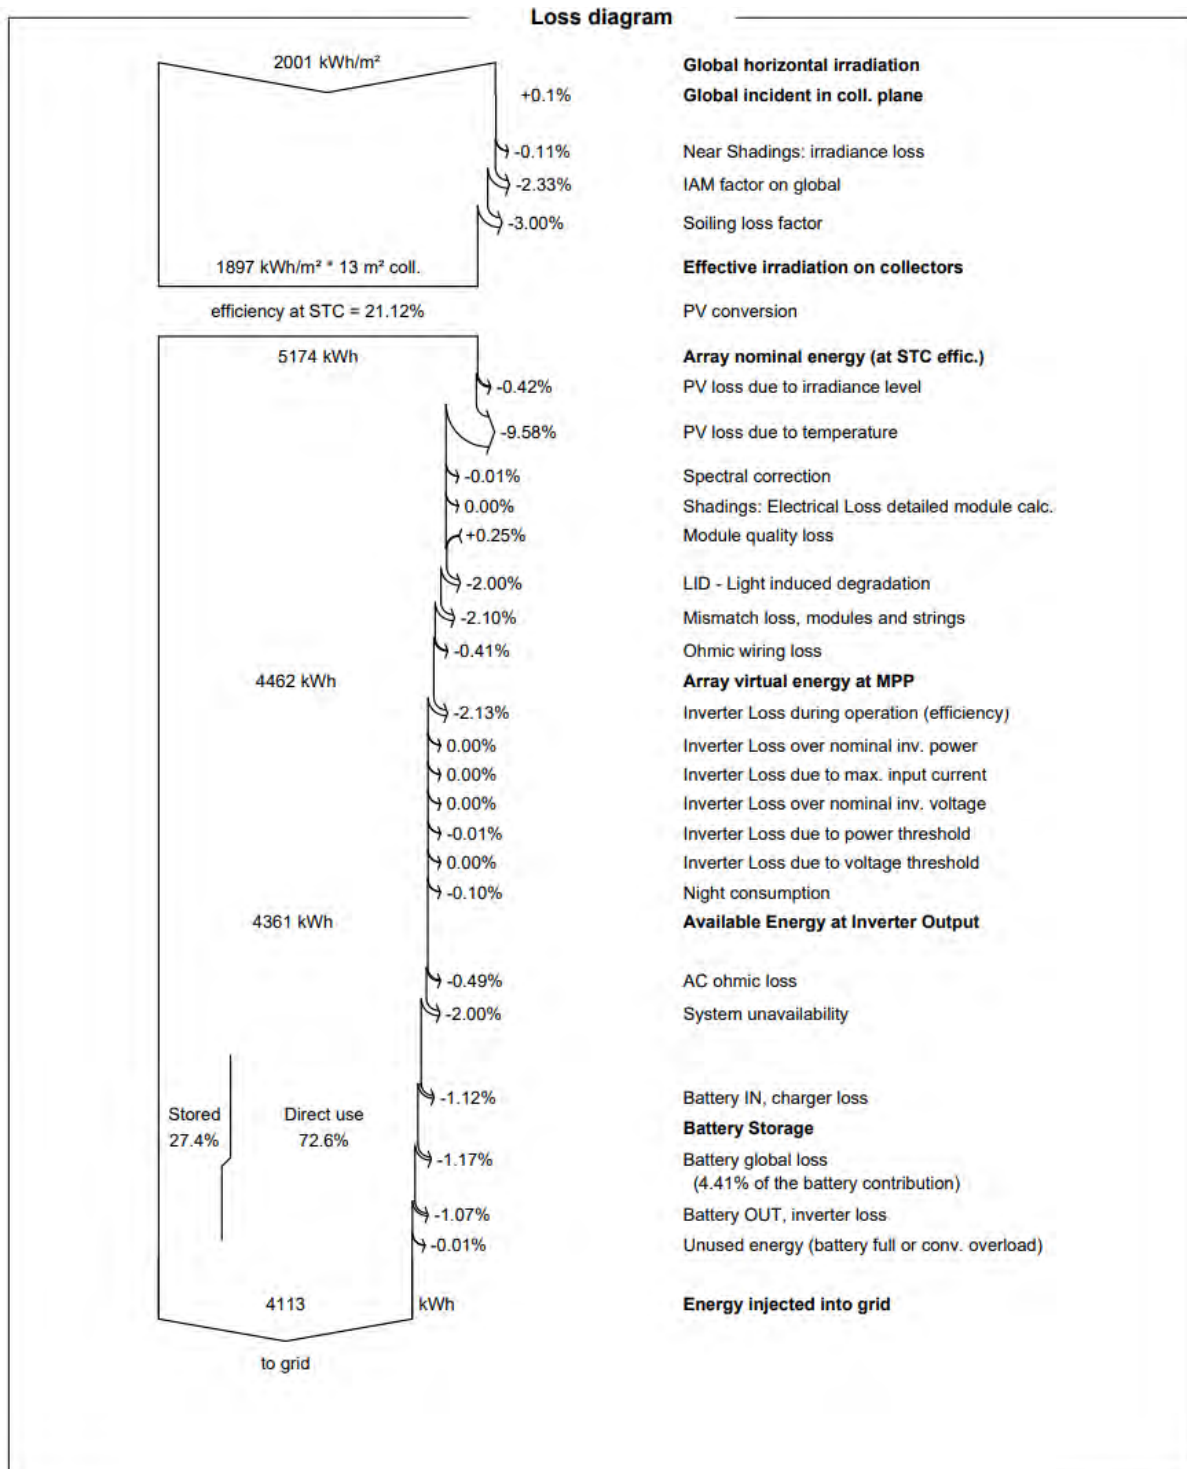 Loss diagram
2001 kWh/m² Global horizontal irradiation
+0.1% Global incident in coll. plane
-0.11% Near Shadings: irradiance loss
-2.33% IAM factor on global
-3.00% Soiling loss factor
1897 kWh/m² * 13 m² coll. Effective irradiation on collectors
efficiency at STC = 21.12% PV conversion
5174 kWh Array nominal energy (at STC effic.)
-0.42% PV loss due to irradiance level
-9.58% PV loss due to temperature
-0.01% Spectral correction
0.00% Shadings: Electrical Loss detailed module calc.
+0.25% Module quality loss
-2.00% LID - Light induced degradation
-2.10% Mismatch loss, modules and strings
-0.41% Ohmic wiring loss
4462 kWh Array virtual energy at MPP
-2.13% Inverter Loss during operation (efficiency)
0.00% Inverter Loss over nominal inv. power
0.00% Inverter Loss due to max. input current
0.00% Inverter Loss over nominal inv. voltage
-0.01% Inverter Loss due to power threshold
0.00% Inverter Loss due to voltage threshold
-0.10% Night consumption
4361 kWh Available Energy at Inverter Output
-0.49% AC ohmic loss
-2.00% System unavailability
-1.12% Battery IN, charger loss
Stored Direct use Battery Storage
27.4% 72.6%
-1.17% Battery global loss
(4.41% of the battery contribution)
-1.07% Battery OUT, inverter loss
-0.01% Unused energy (battery full or conv. overload)
4113 kWh Energy injected into grid
to grid